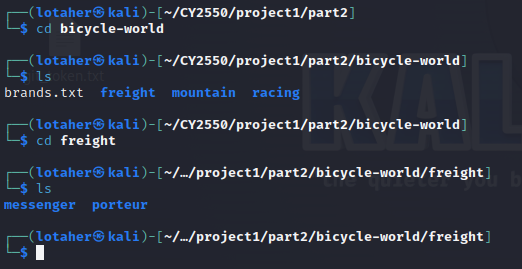 ┌──(lotaher㉿kali)-[~/CY2550/project1/part2]
└─$ cd bicycle-world
┌──(lotaher㉿kali)-[~/CY2550/project1/part2/bicycle-world]
└─$ ls
brands.txt freight mountain racing
┌──(lotaher㉿kali)-[~/CY2550/project1/part2/bicycle-world]
└─$ cd freight
┌──(lotaher㉿kali)-[~/…/project1/part2/bicycle-world/freight]
└─$ ls
messenger porteur
┌──(lotaher㉿kali)-[~/…/project1/part2/bicycle-world/freight]
└─$